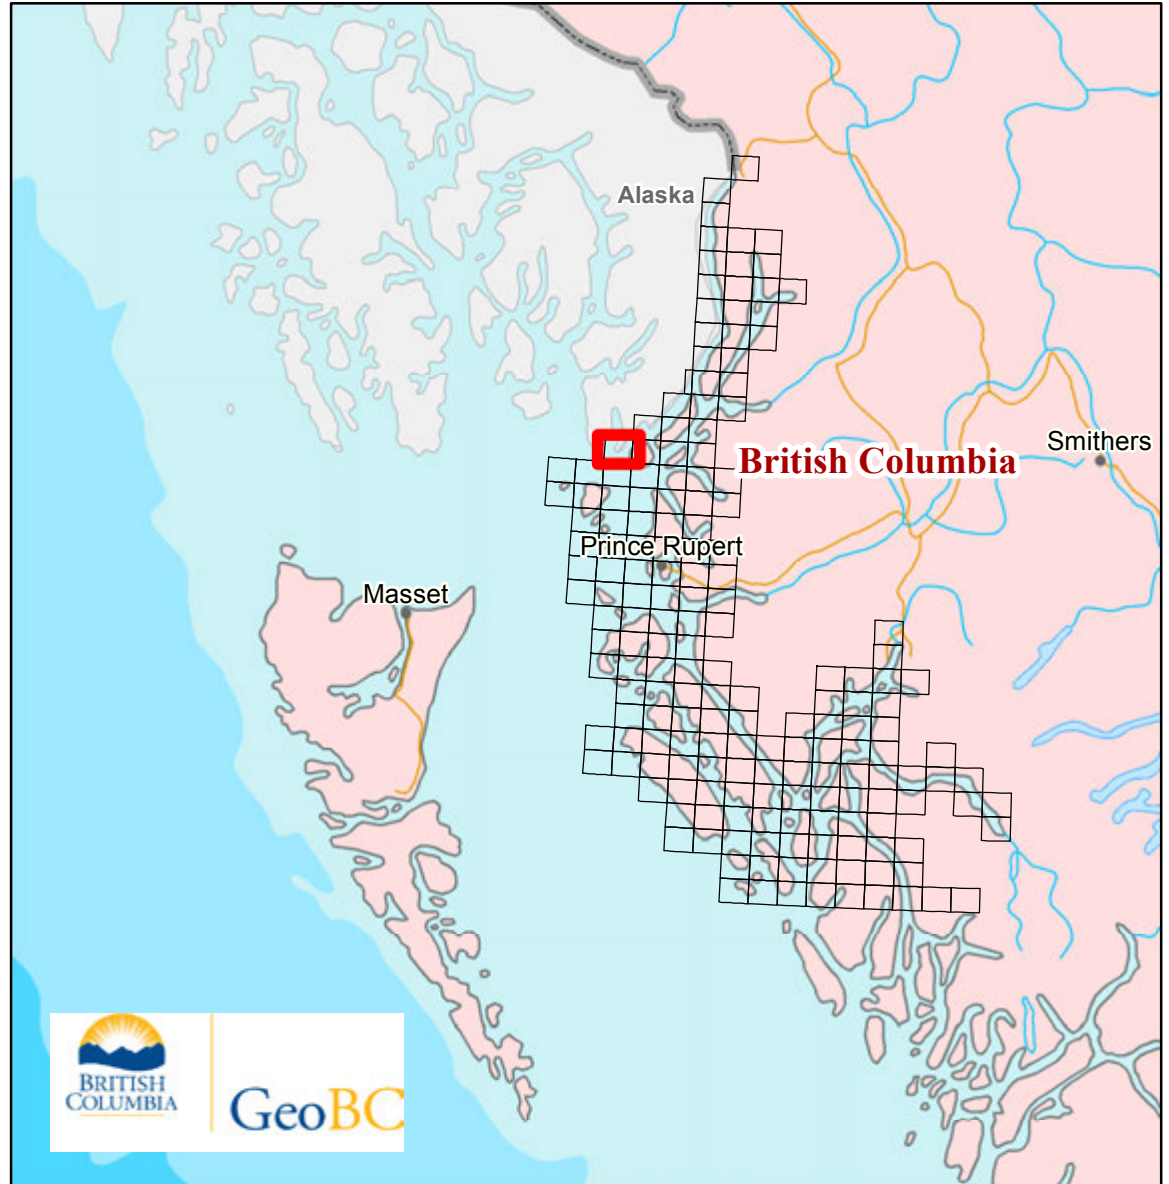 Alaska
Smithers
British Columbia
Prince Rupert
Masset
BRITISH
COLUMBIA
GeoBC